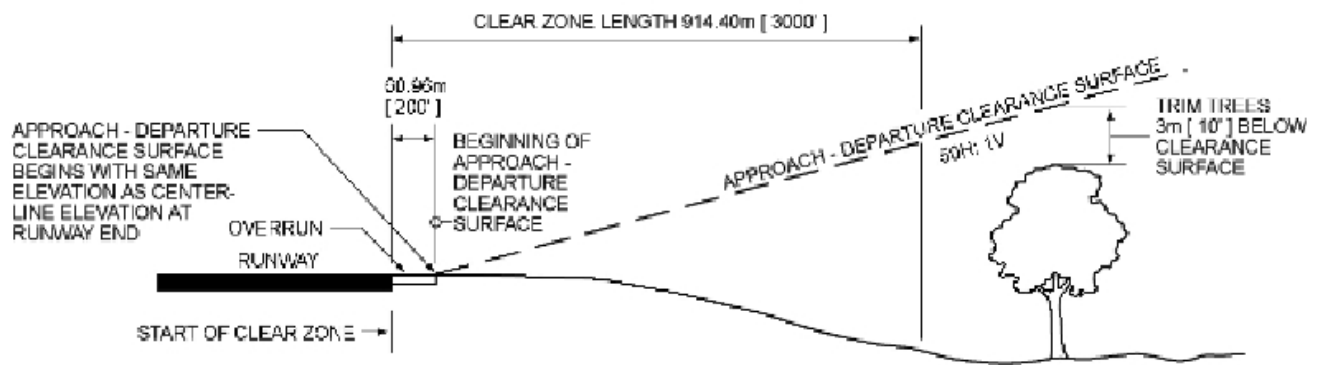 CLEAR ZONE LENGTH 914.40m [ 3000' ]
60.96m
[ 200' ]
APPROACH - DEPARTURE
CLEARANCE SURFACE
BEGINS WITH SAME
ELEVATION AS CENTER-
LINE ELEVATION AT
RUNWAY END
BEGINNING OF
APPROACH -
DEPARTURE
CLEARANCE
SURFACE
APPROACH - DEPARTURE CLEARANCE SURFACE
50H: 1V
TRIM TREES
3m [ 10' ] BELOW
CLEARANCE
SURFACE
OVERRUN
RUNWAY
START OF CLEAR ZONE